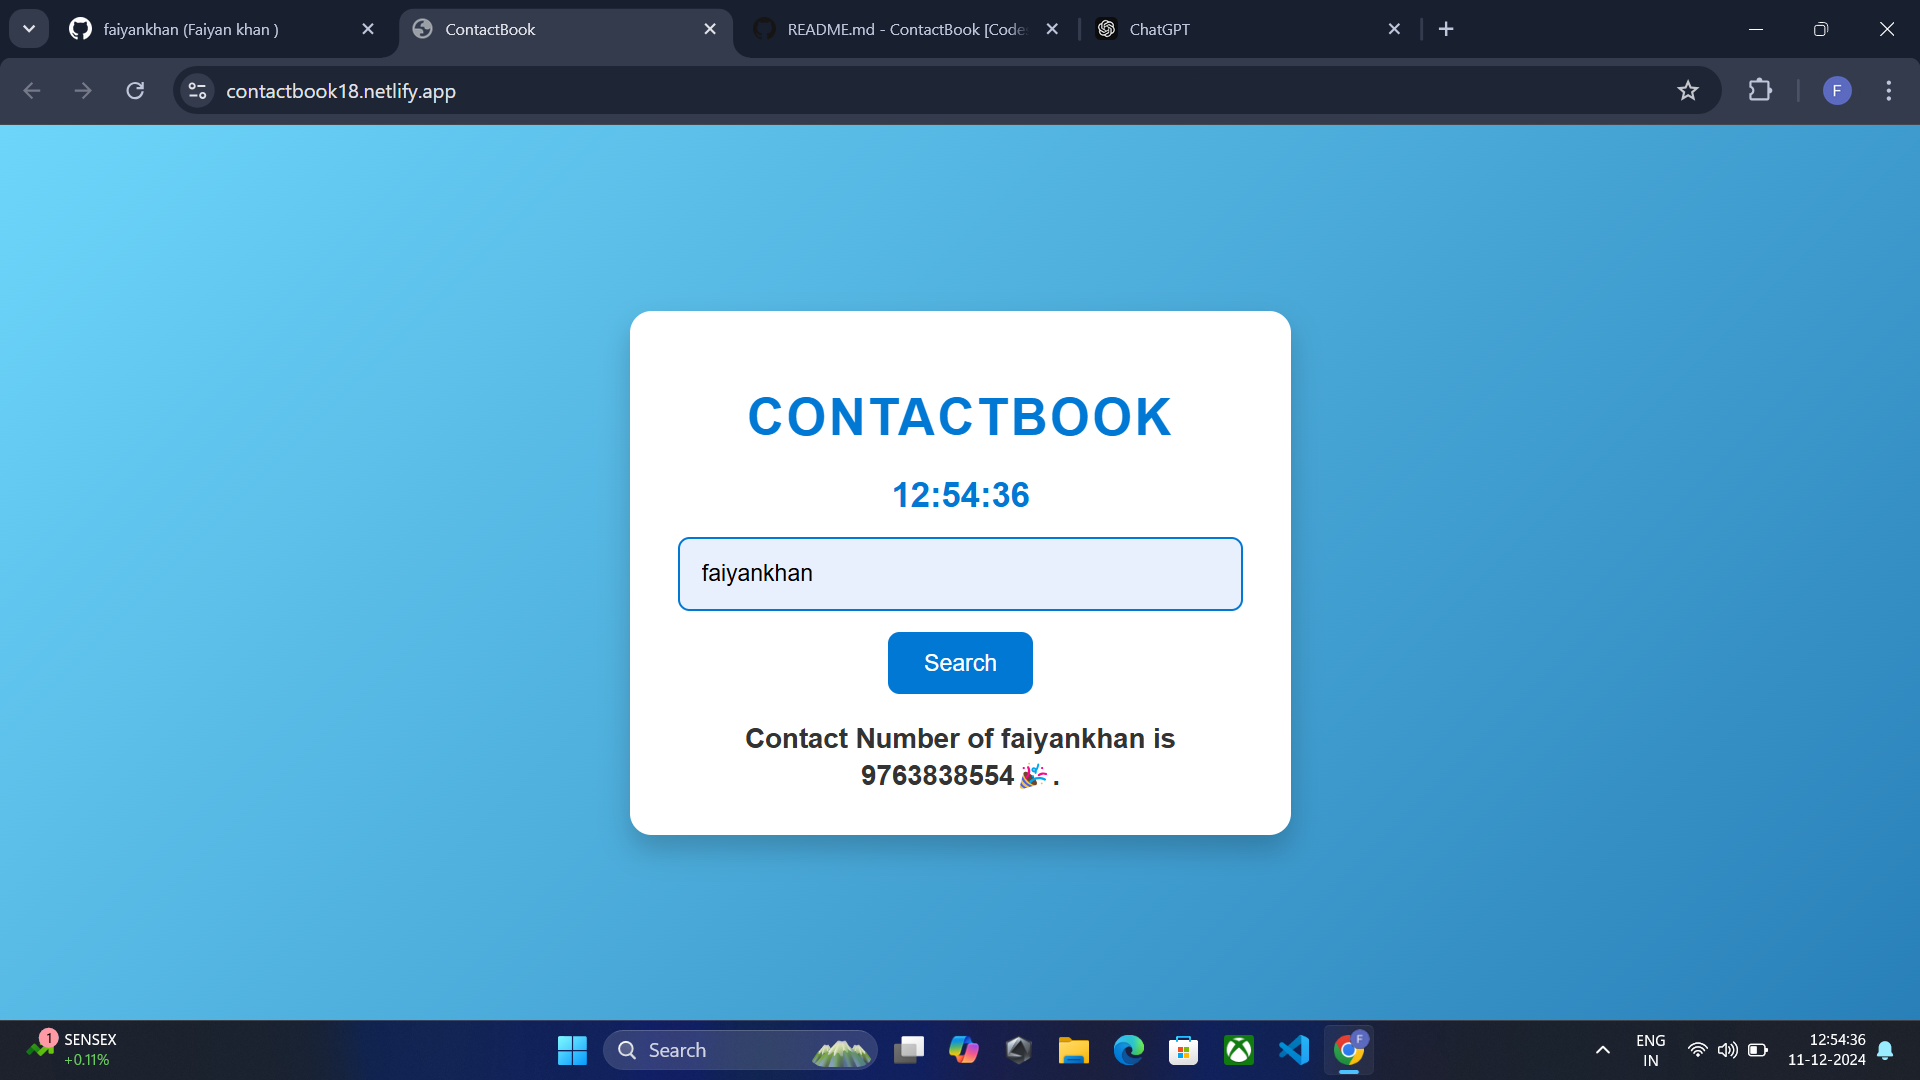 faiyankhan (Faiyan khan )
ContactBook
README.md - ContactBook [Code
ChatGPT
contactbook18.netlify.app
F
CONTACTBOOK
12:54:36
faiyankhan
Search
Contact Number of faiyankhan is
9763838554🎉.
1
SENSEX
+0.11%
Search
F
ENG
IN
12:54:36
11-12-2024